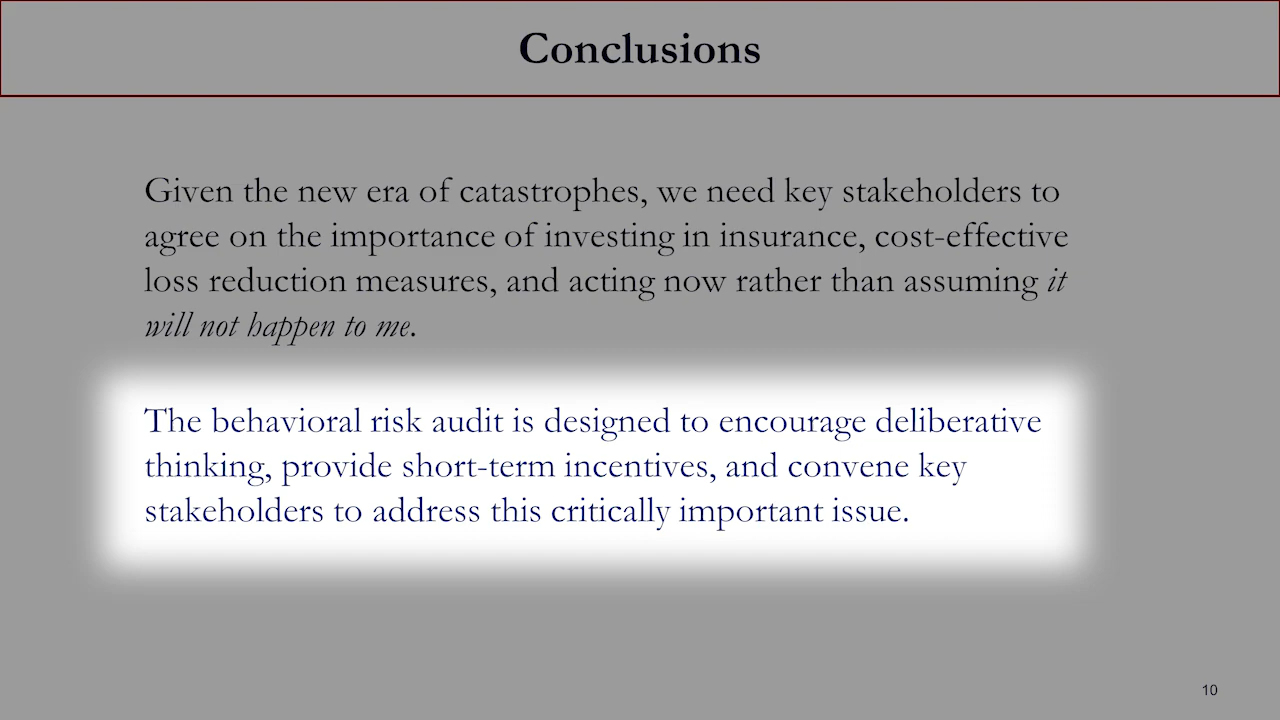 Conclusions
Given the new era of catastrophes, we need key stakeholders to
agree on the importance of investing in insurance, cost-effective
loss reduction measures, and acting now rather than assuming it
will not happen to me.
The behavioral risk audit is designed to encourage deliberative
thinking, provide short-term incentives, and convene key
stakeholders to address this critically important issue.
10